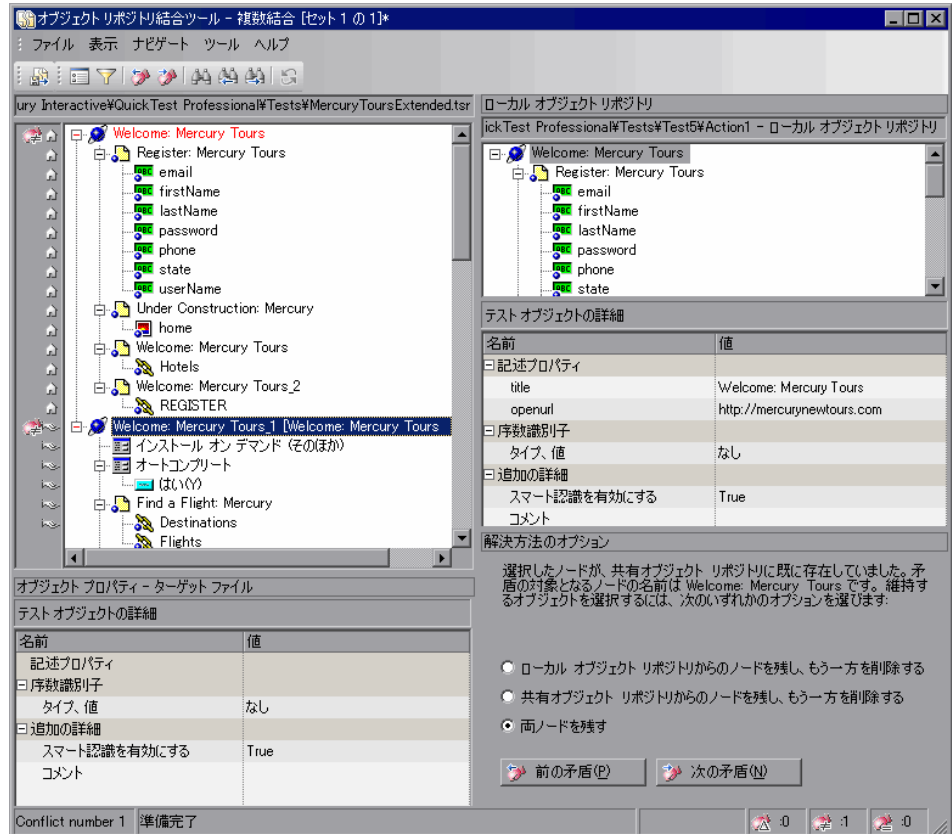 オブジェクト リポジトリ結合ツール - 複数結合 [セット 1 の 1]*
ファイル 表示 ナビゲート ツール ヘルプ
ury Interactive¥QuickTest Professional¥Tests¥MercuryToursExtended.tsr
Welcome: Mercury Tours
Register: Mercury Tours
email
firstName
lastName
password
phone
state
userName
Under Construction: Mercury
home
Welcome: Mercury Tours
Hotels
Welcome: Mercury Tours_2
REGISTER
Welcome: Mercury Tours_1 [Welcome: Mercury Tours
インストール オン デマンド (そのほか)
オートコンプリート
はい(Y)
Find a Flight: Mercury
Destinations
Flights
オブジェクト プロパティ - ターゲット ファイル
テスト オブジェクトの詳細
名前 値
記述プロパティ
序数識別子
タイプ、値 なし
追加の詳細
スマート認識を有効にする True
コメント
ローカル オブジェクト リポジトリ
ickTest Professional¥Tests¥Test5¥Action1 - ローカル オブジェクト リポジトリ
Welcome: Mercury Tours
Register: Mercury Tours
email
firstName
lastName
password
phone
state
テスト オブジェクトの詳細
名前 値
記述プロパティ
title Welcome: Mercury Tours
openurl http://mercurynewtours.com
序数識別子
タイプ、値 なし
追加の詳細
スマート認識を有効にする True
コメント
解決方法のオプション
選択したノードが、共有オブジェクト リポジトリに既に存在していました。矛
盾の対象となるノードの名前は Welcome: Mercury Tours です。維持す
るオブジェクトを選択するには、次のいずれかのオプションを選びます:
ローカル オブジェクト リポジトリからのノードを残し、もう一方を削除する
共有オブジェクト リポジトリからのノードを残し、もう一方を削除する
両ノードを残す
前の矛盾(P) 次の矛盾(N)
Conflict number 1 準備完了 :0 :1 :0